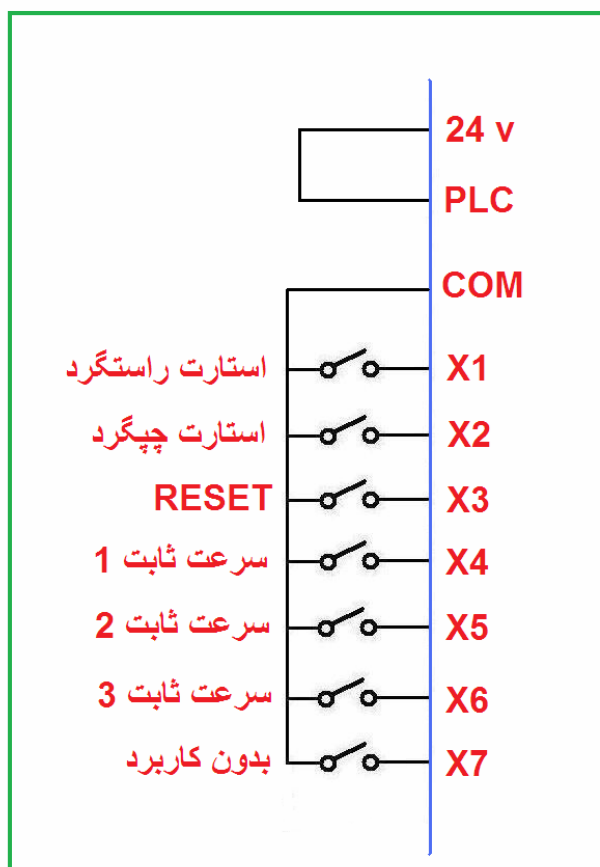 24 v
PLC
COM
استارت راستگرد X1
استارت چپگرد X2
RESET X3
سرعت ثابت 1 X4
سرعت ثابت 2 X5
سرعت ثابت 3 X6
بدون کاربرد X7